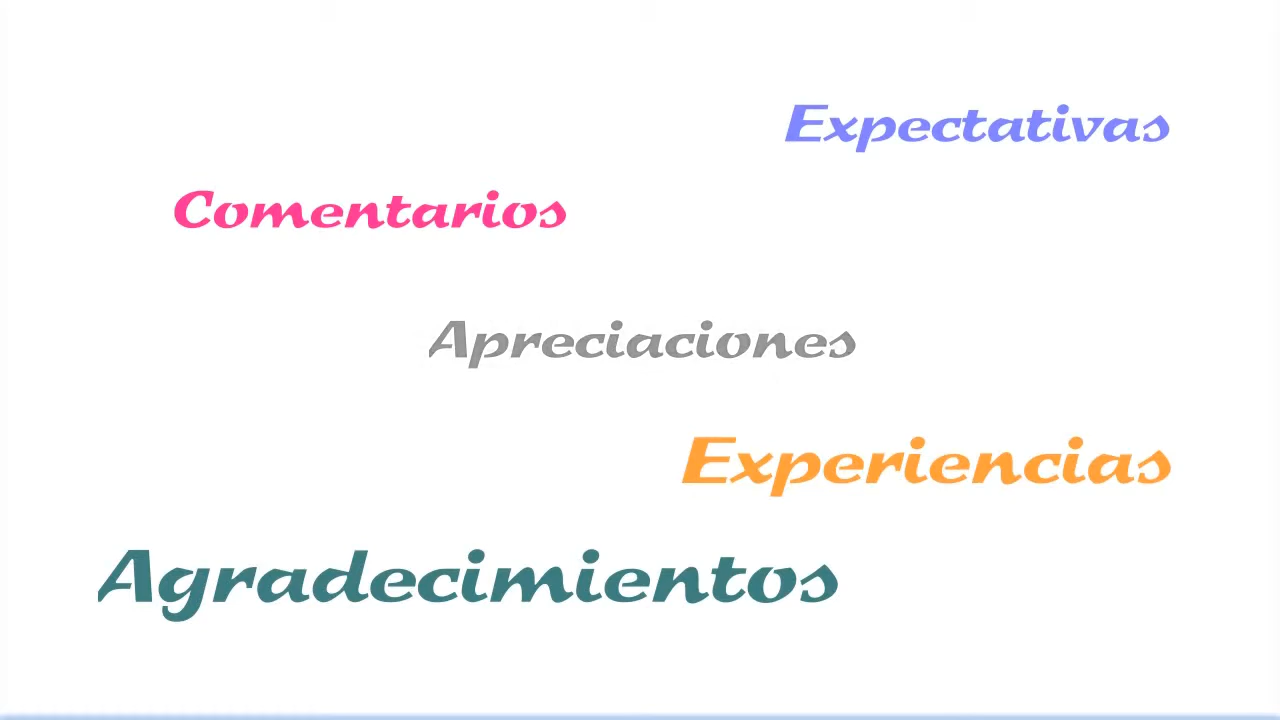 Expectativas
Comentarios
Apreciaciones
Experiencias
Agradecimientos